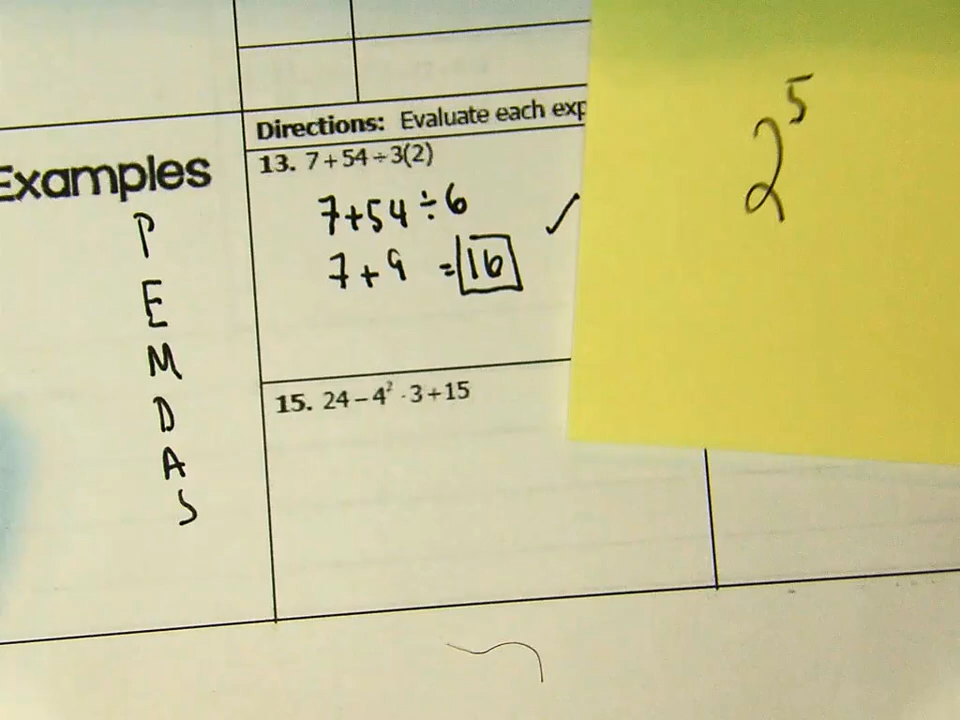 Directions: Evaluate each exp
Examples
13. 7 + 54 ÷ 3(2)
7+54 ÷ 6
7 + 9 = 16
✓
P
E
M
D
A
S
15. 24 – 4² · 3 + 15
2⁵